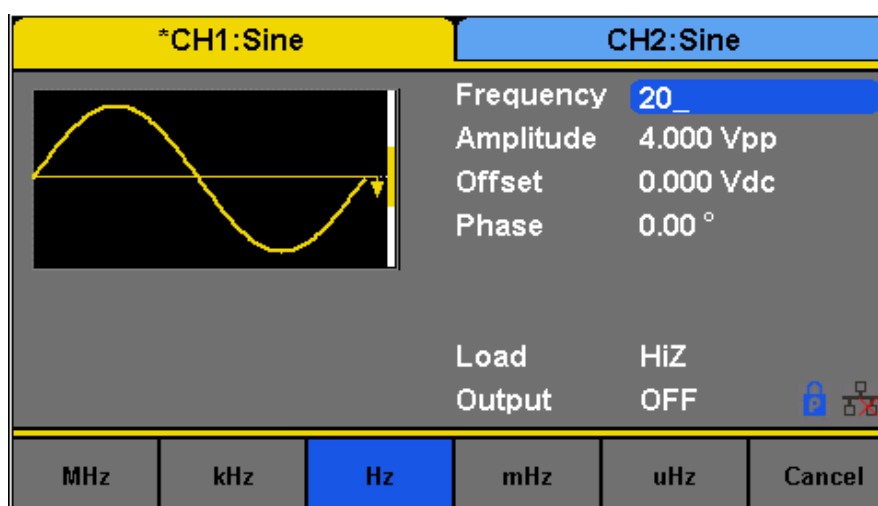 *CH1:Sine CH2:Sine
Frequency 20_
Amplitude 4.000 Vpp
Offset 0.000 Vdc
Phase 0.00 °
Load HiZ
Output OFF
P
MHz kHz Hz mHz uHz Cancel